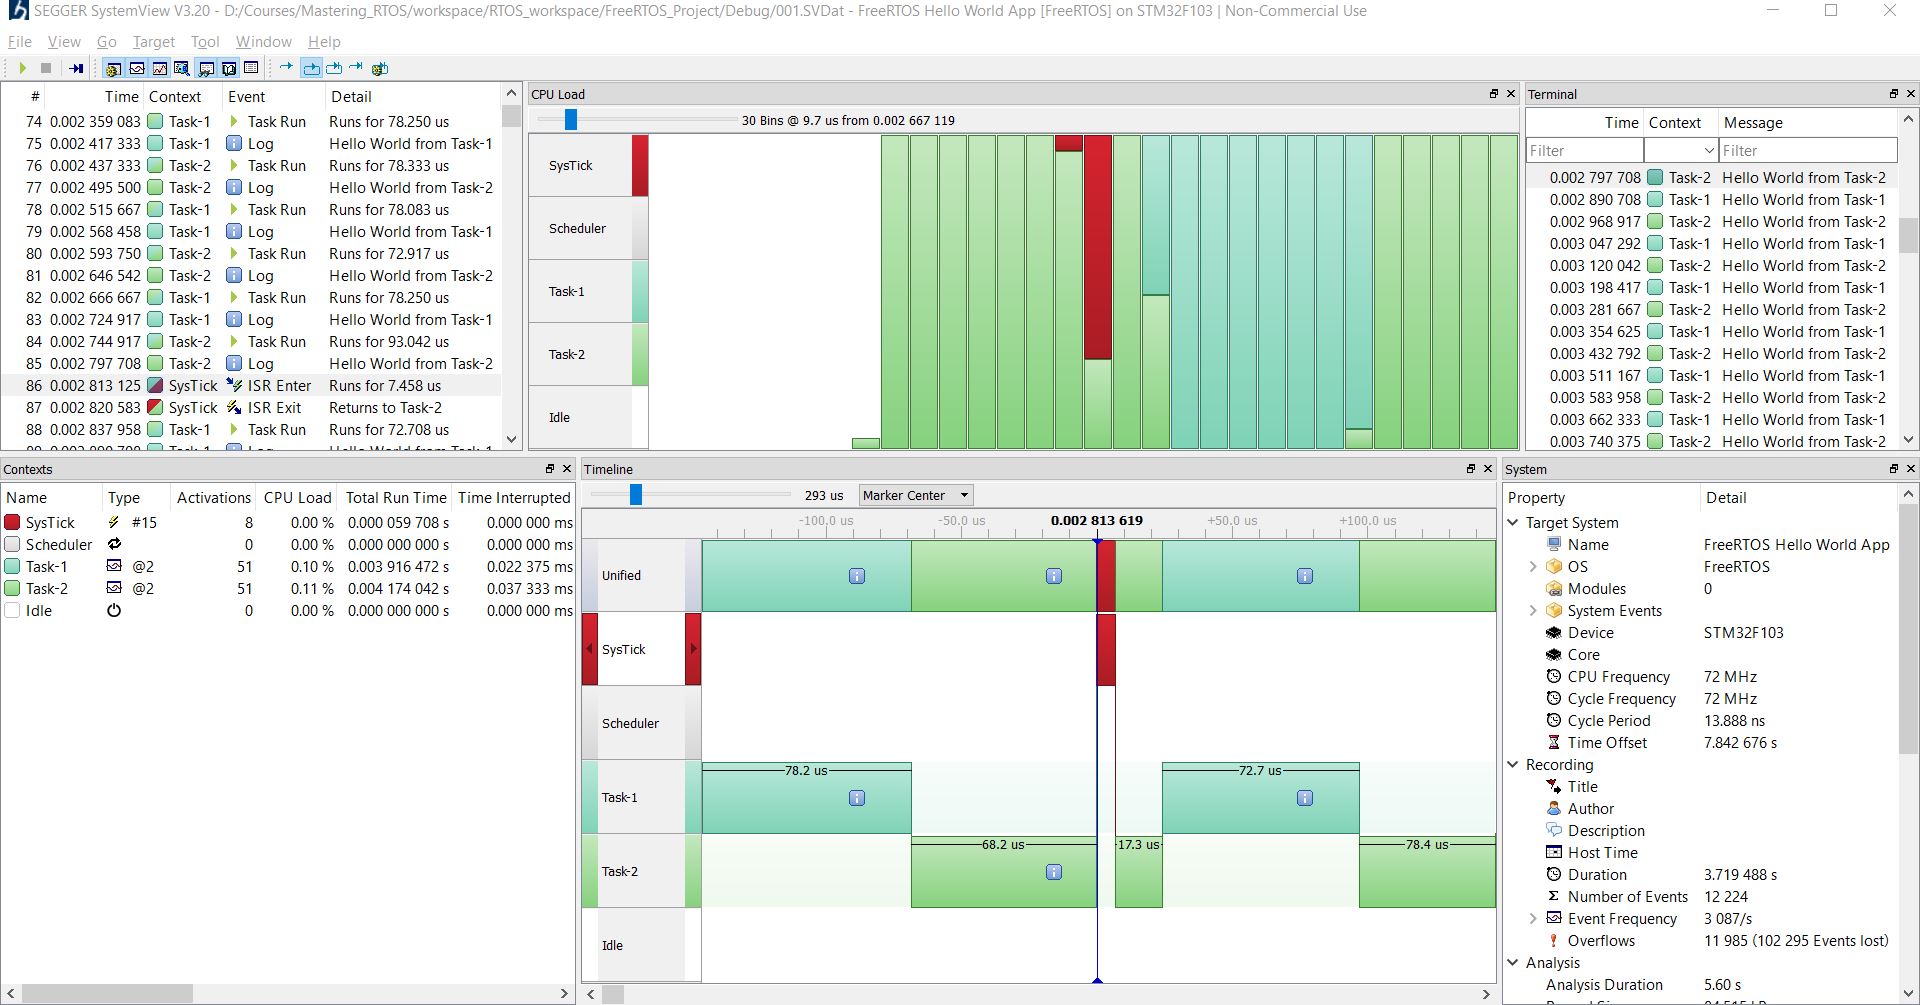 SEGGER SystemView V3.20 - D:/Courses/Mastering_RTOS/workspace/RTOS_workspace/FreeRTOS_Project/Debug/001.SVDat - FreeRTOS Hello World App [FreeRTOS] on STM32F103 | Non-Commercial Use
File View Go Target Tool Window Help
# Time Context Event Detail
74 0.002 359 083 Task-1 Task Run Runs for 78.250 us
75 0.002 417 333 Task-1 Log Hello World from Task-1
76 0.002 437 333 Task-2 Task Run Runs for 78.333 us
77 0.002 495 500 Task-2 Log Hello World from Task-2
78 0.002 515 667 Task-1 Task Run Runs for 78.083 us
79 0.002 568 458 Task-1 Log Hello World from Task-1
80 0.002 593 750 Task-2 Task Run Runs for 72.917 us
81 0.002 646 542 Task-2 Log Hello World from Task-2
82 0.002 666 667 Task-1 Task Run Runs for 78.250 us
83 0.002 724 917 Task-1 Log Hello World from Task-1
84 0.002 744 917 Task-2 Task Run Runs for 93.042 us
85 0.002 797 708 Task-2 Log Hello World from Task-2
86 0.002 813 125 SysTick ISR Enter Runs for 7.458 us
87 0.002 820 583 SysTick ISR Exit Returns to Task-2
88 0.002 837 958 Task-1 Task Run Runs for 72.708 us
CPU Load
30 Bins @ 9.7 us from 0.002 667 119
SysTick
Scheduler
Task-1
Task-2
Idle
Terminal
Time Context Message
Filter Filter
0.002 797 708 Task-2 Hello World from Task-2
0.002 890 708 Task-1 Hello World from Task-1
0.002 968 917 Task-2 Hello World from Task-2
0.003 047 292 Task-1 Hello World from Task-1
0.003 120 042 Task-2 Hello World from Task-2
0.003 198 417 Task-1 Hello World from Task-1
0.003 281 667 Task-2 Hello World from Task-2
0.003 354 625 Task-1 Hello World from Task-1
0.003 432 792 Task-2 Hello World from Task-2
0.003 511 167 Task-1 Hello World from Task-1
0.003 583 958 Task-2 Hello World from Task-2
0.003 662 333 Task-1 Hello World from Task-1
0.003 740 375 Task-2 Hello World from Task-2
Contexts
Name Type Activations CPU Load Total Run Time Time Interrupted
SysTick #15 8 0.00 % 0.000 059 708 s 0.000 000 ms
Scheduler 0 0.00 % 0.000 000 000 s 0.000 000 ms
Task-1 @2 51 0.10 % 0.003 916 472 s 0.022 375 ms
Task-2 @2 51 0.11 % 0.004 174 042 s 0.037 333 ms
Idle 0 0.00 % 0.000 000 000 s 0.000 000 ms
Timeline
293 us Marker Center
-100.0 us -50.0 us 0.002 813 619 +50.0 us +100.0 us
Unified
SysTick
Scheduler
Task-1 78.2 us 72.7 us
Task-2 68.2 us 17.3 us 78.4 us
Idle
System
Property Detail
Target System
Name FreeRTOS Hello World App
OS FreeRTOS
Modules 0
System Events
Device STM32F103
Core
CPU Frequency 72 MHz
Cycle Frequency 72 MHz
Cycle Period 13.888 ns
Time Offset 7.842 676 s
Recording
Title
Author
Description
Host Time
Duration 3.719 488 s
Number of Events 12 224
Event Frequency 3 087/s
Overflows 11 985 (102 295 Events lost)
Analysis
Analysis Duration 5.60 s